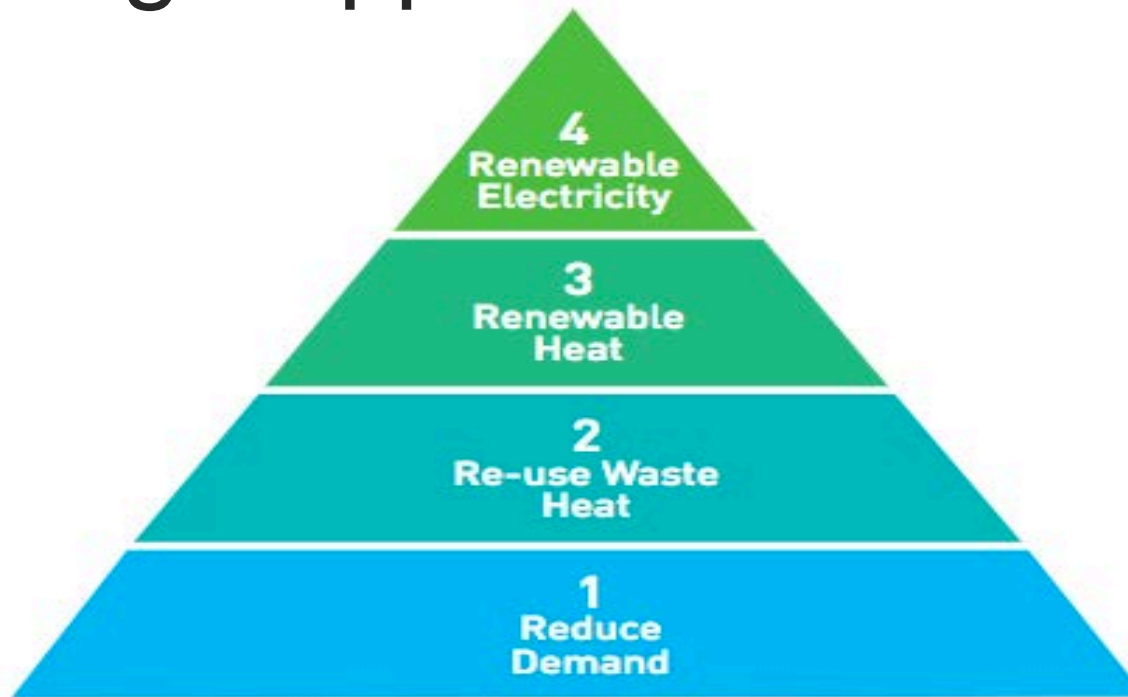 4
Renewable
Electricity
3
Renewable
Heat
2
Re-use Waste
Heat
1
Reduce
Demand